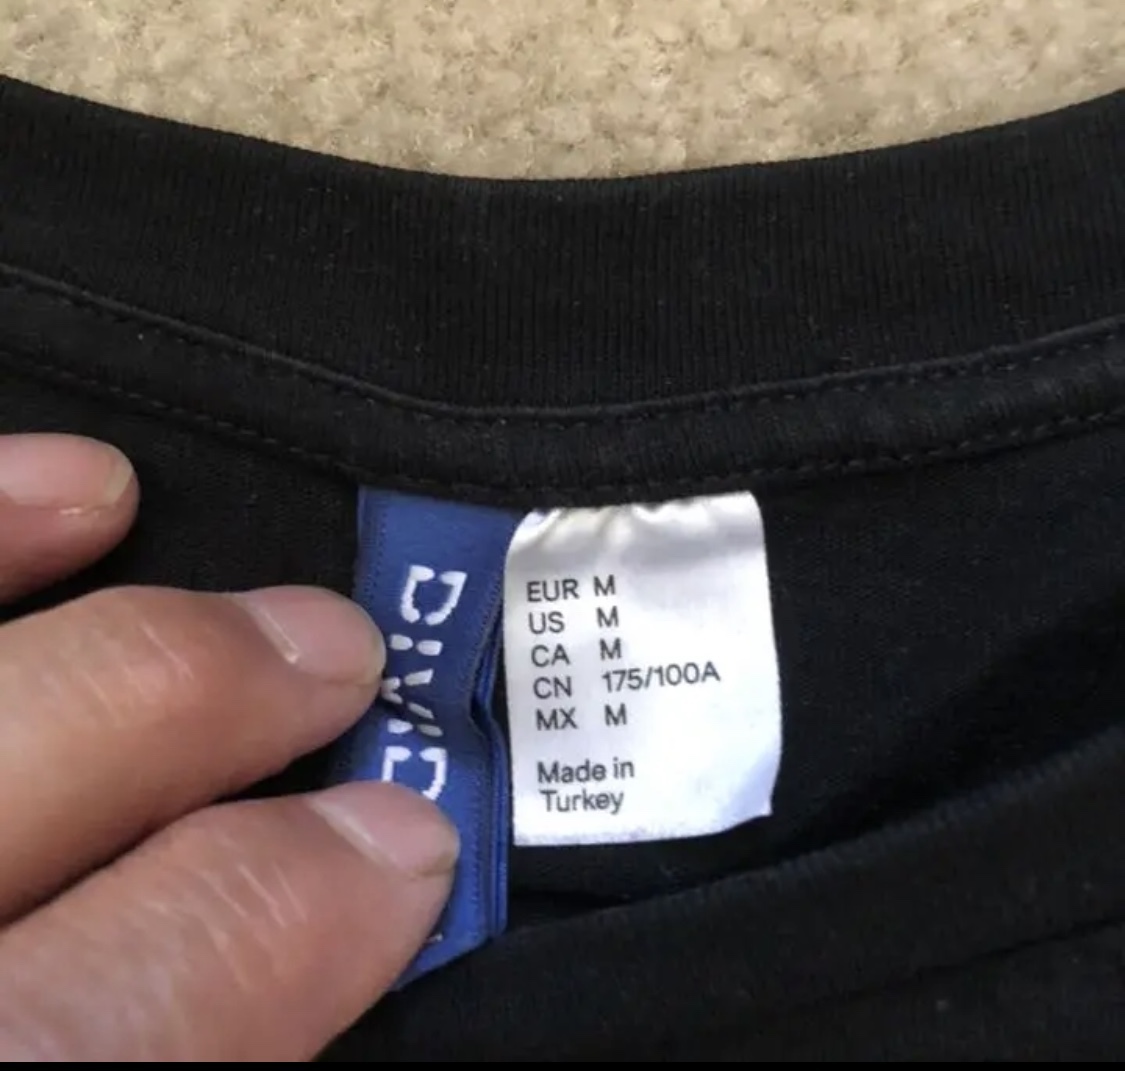 EUR M
US M
CA M
CN 175/100A
MX M
Made in
Turkey